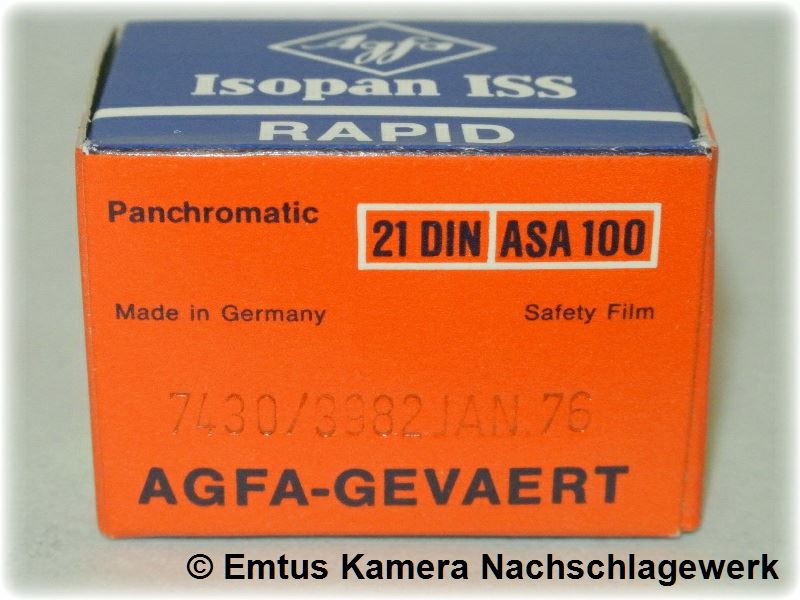 Agfa
Isopan ISS
RAPID
Panchromatic
21 DIN ASA 100
Made in Germany Safety Film
7430/3982 JAN.76
AGFA-GEVAERT
© Emtus Kamera Nachschlagewerk